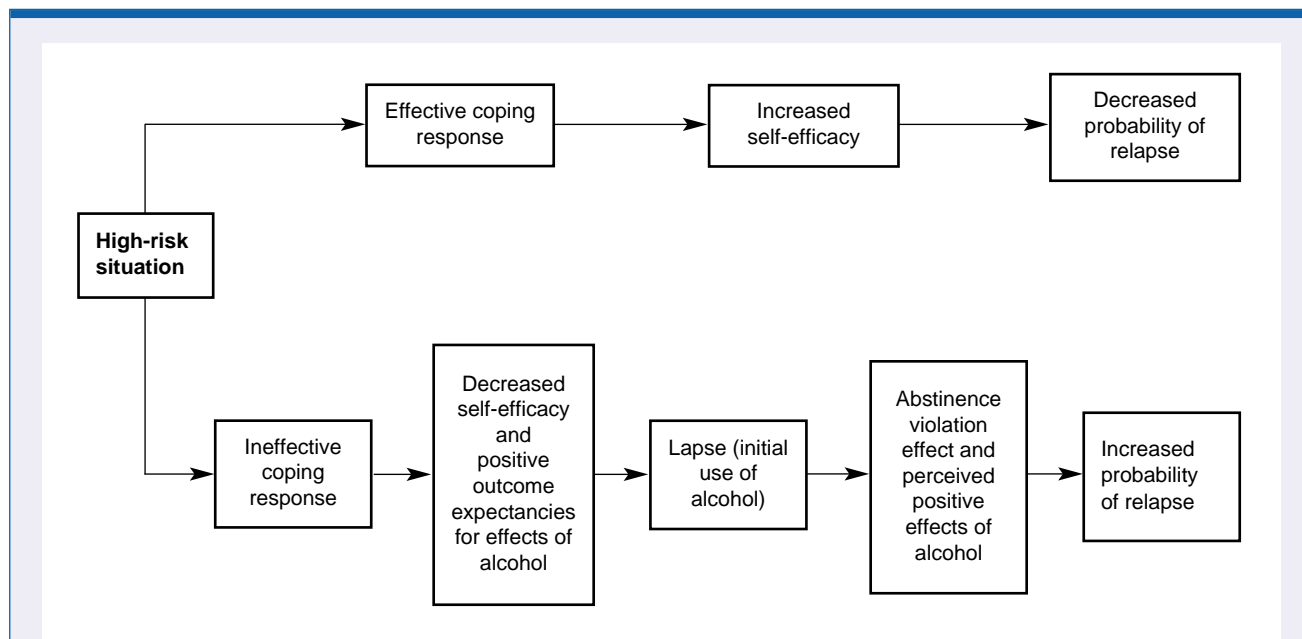 Effective coping
response
Increased
self-efficacy
Decreased
probability of
relapse
High-risk
situation
Ineffective
coping
response
Decreased
self-efficacy
and
positive
outcome
expectancies
for effects of
alcohol
Lapse (initial
use of alcohol)
Abstinence
violation
effect and
perceived
positive
effects of
alcohol
Increased
probability
of relapse